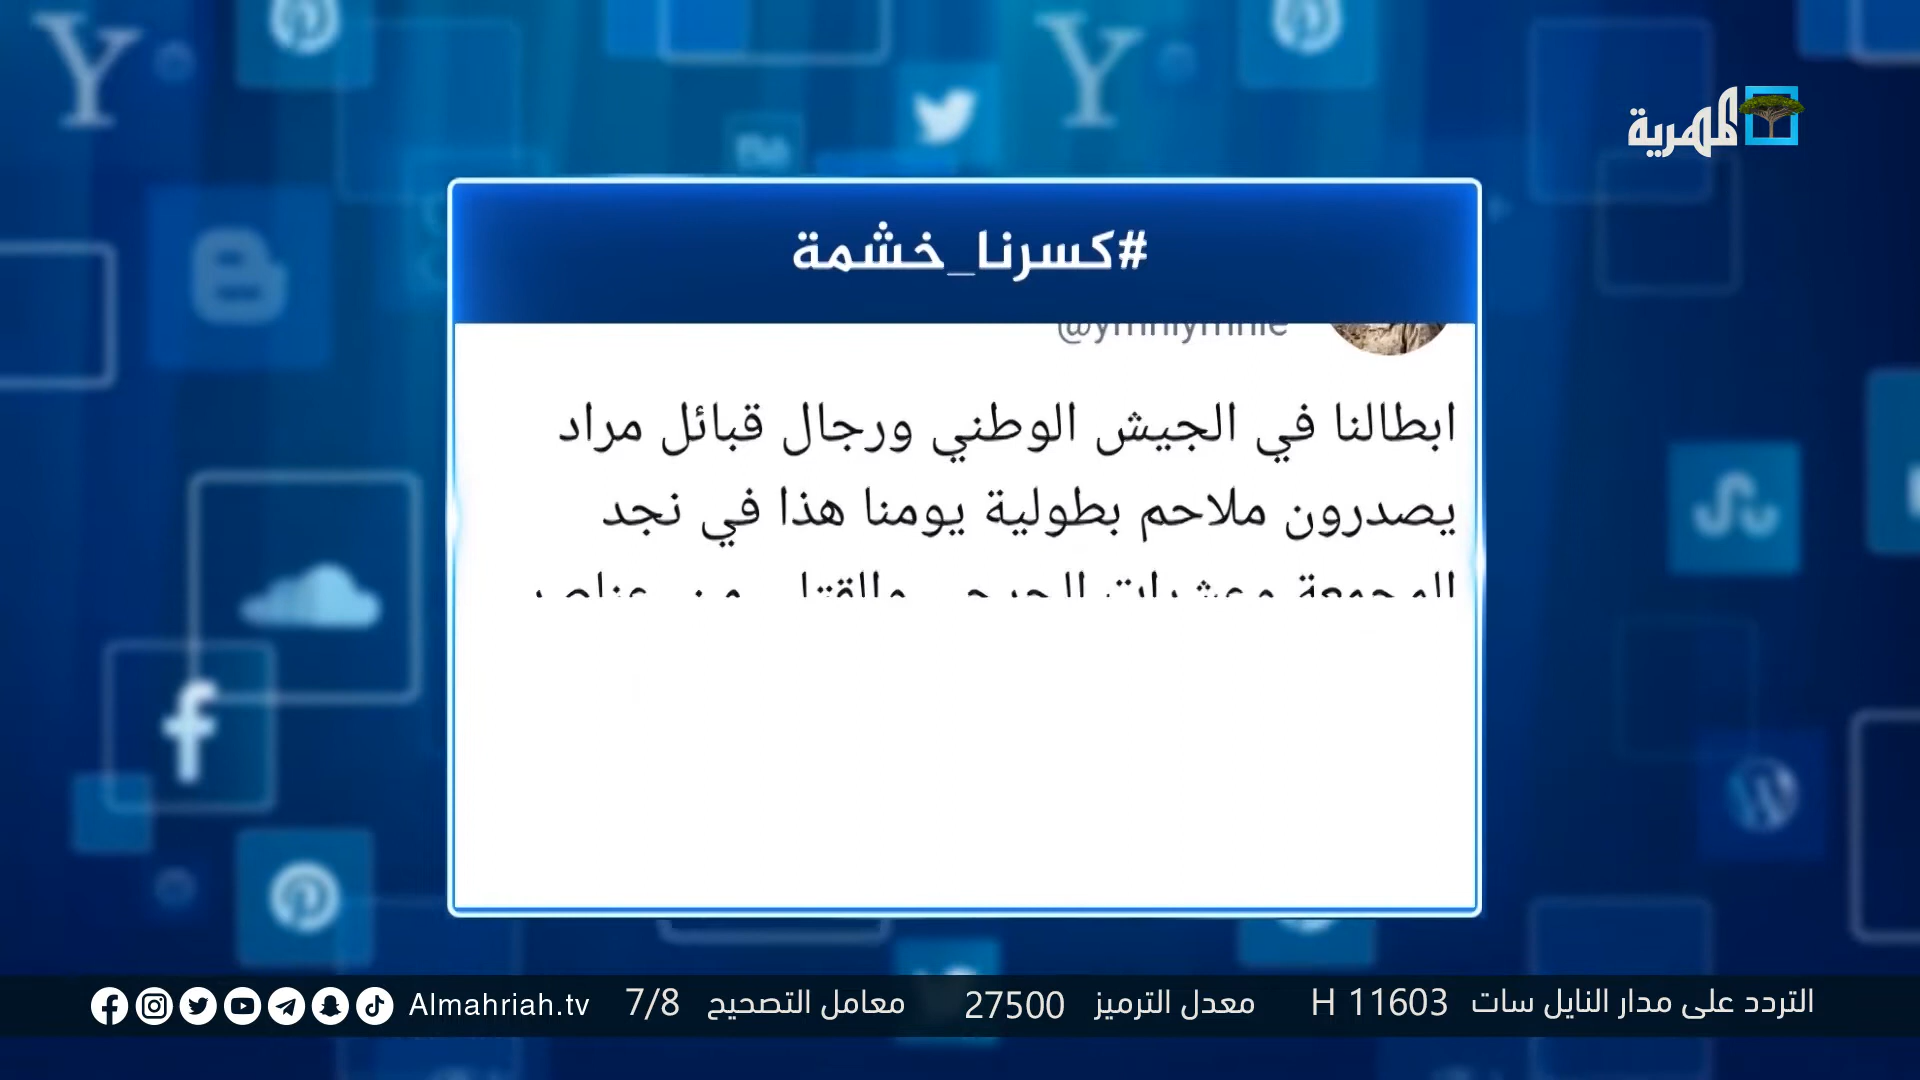 المهرية
#كسرنا_خشمة
ابطالنا في الجيش الوطني ورجال قبائل مراد
يصدرون ملاحم بطولية يومنا هذا في نجد
التردد على مدار النايل سات H 11603 معدل الترميز 27500 معامل التصحيح 7/8 Almahriah.tv